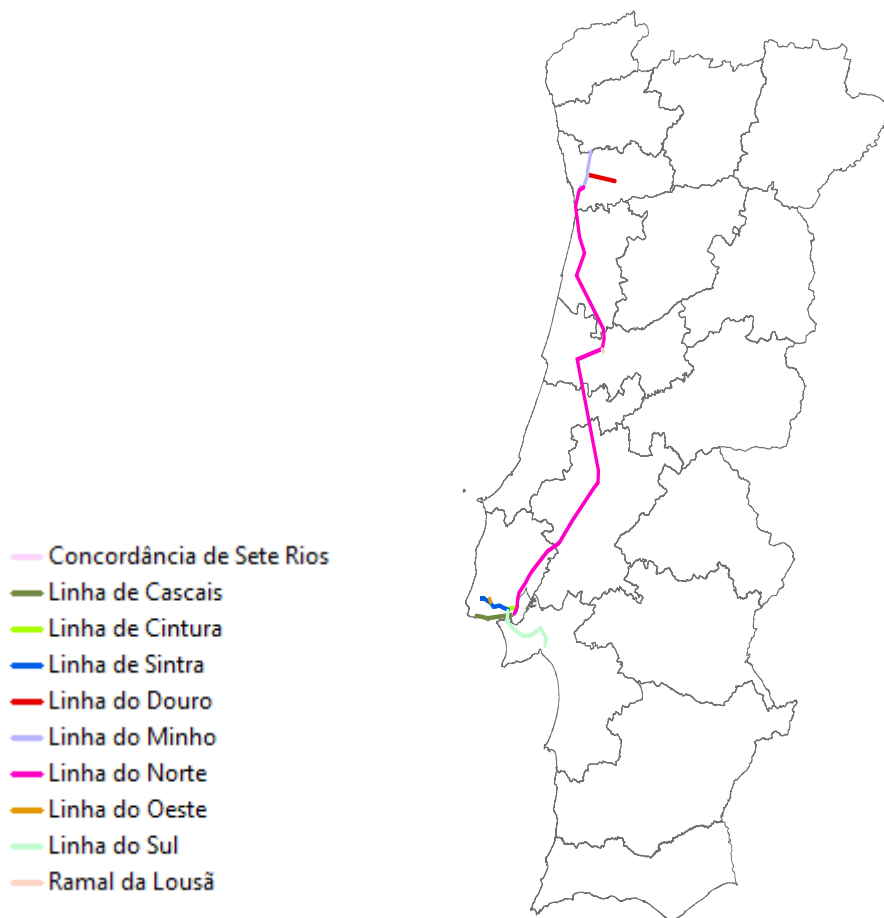 Concordância de Sete Rios
Linha de Cascais
Linha de Cintura
Linha de Sintra
Linha do Douro
Linha do Minho
Linha do Norte
Linha do Oeste
Linha do Sul
Ramal da Lousã